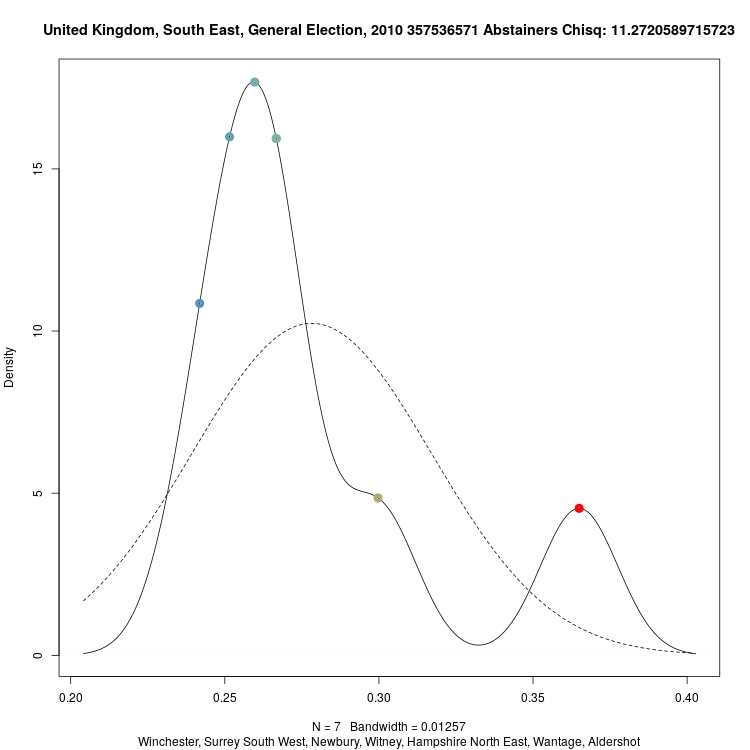 United Kingdom, South East, General Election, 2010 357536571 Abstainers Chisq: 11.2720589715723
Density
15
10
5
0
0.20 0.25 0.30 0.35 0.40
N = 7 Bandwidth = 0.01257
Winchester, Surrey South West, Newbury, Witney, Hampshire North East, Wantage, Aldershot